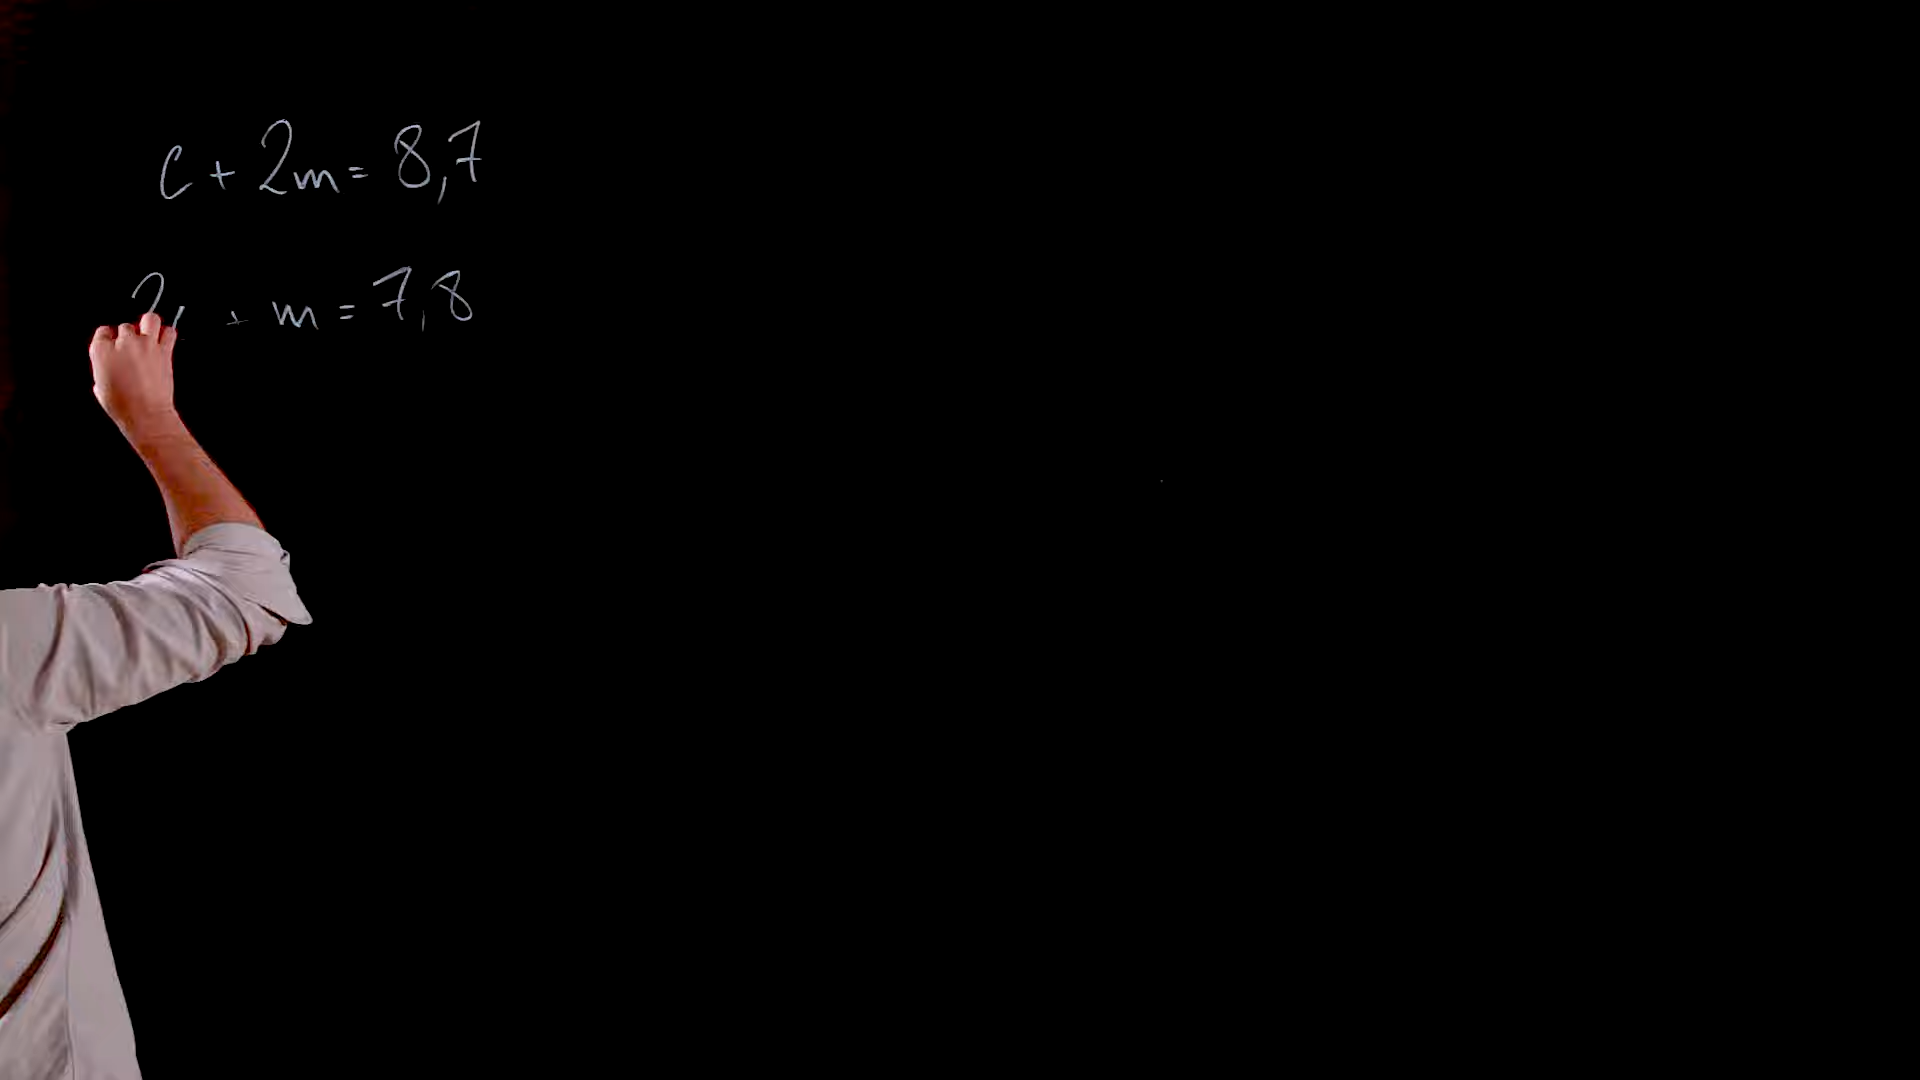 c + 2m = 8,7
2 + m = 7,8